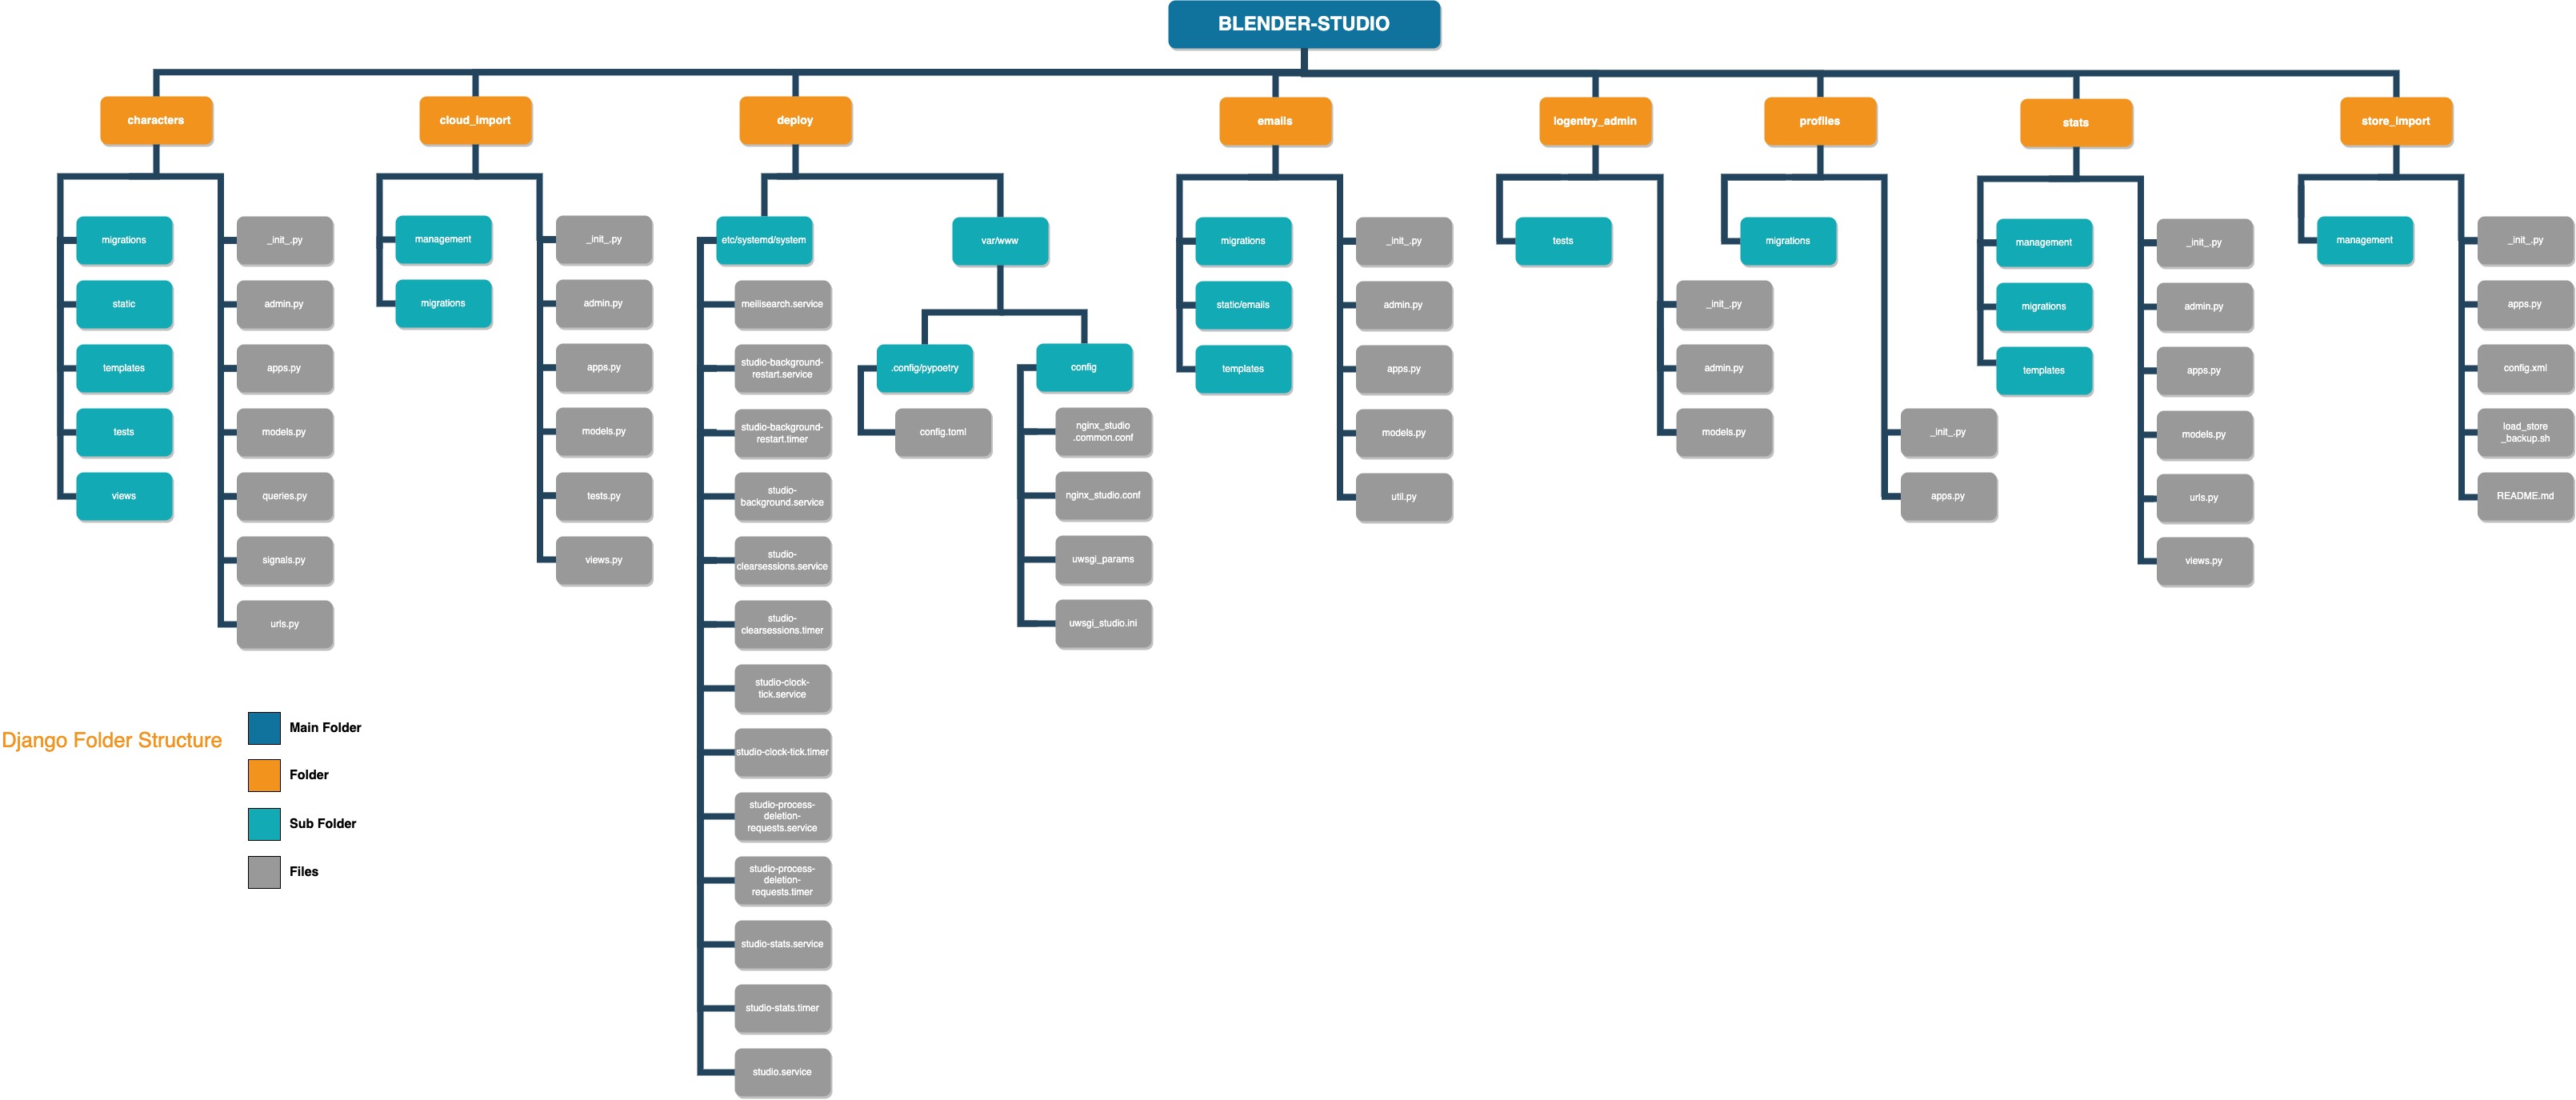 BLENDER-STUDIO
characters
migrations
static
templates
tests
views
_init_.py
admin.py
apps.py
models.py
queries.py
signals.py
urls.py
cloud_import
management
migrations
_init_.py
admin.py
apps.py
models.py
tests.py
views.py
deploy
etc/systemd/system
meilisearch.service
studio-background-
restart.service
studio-background-
restart.timer
studio-
background.service
studio-
clearsessions.service
studio-
clearsessions.timer
studio-clock-
tick.service
studio-clock-tick.timer
studio-process-
deletion-
requests.service
studio-process-
deletion-
requests.timer
studio-stats.service
studio-stats.timer
studio.service
var/www
.config/pypoetry
config.toml
config
nginx_studio
.common.conf
nginx_studio.conf
uwsgi_params
uwsgi_studio.ini
emails
migrations
static/emails
templates
_init_.py
admin.py
apps.py
models.py
util.py
logentry_admin
tests
_init_.py
admin.py
models.py
profiles
migrations
_init_.py
apps.py
stats
management
migrations
templates
_init_.py
admin.py
apps.py
models.py
urls.py
views.py
store_import
management
_init_.py
apps.py
config.xml
load_store
_backup.sh
README.md
Django Folder Structure
Main Folder
Folder
Sub Folder
Files